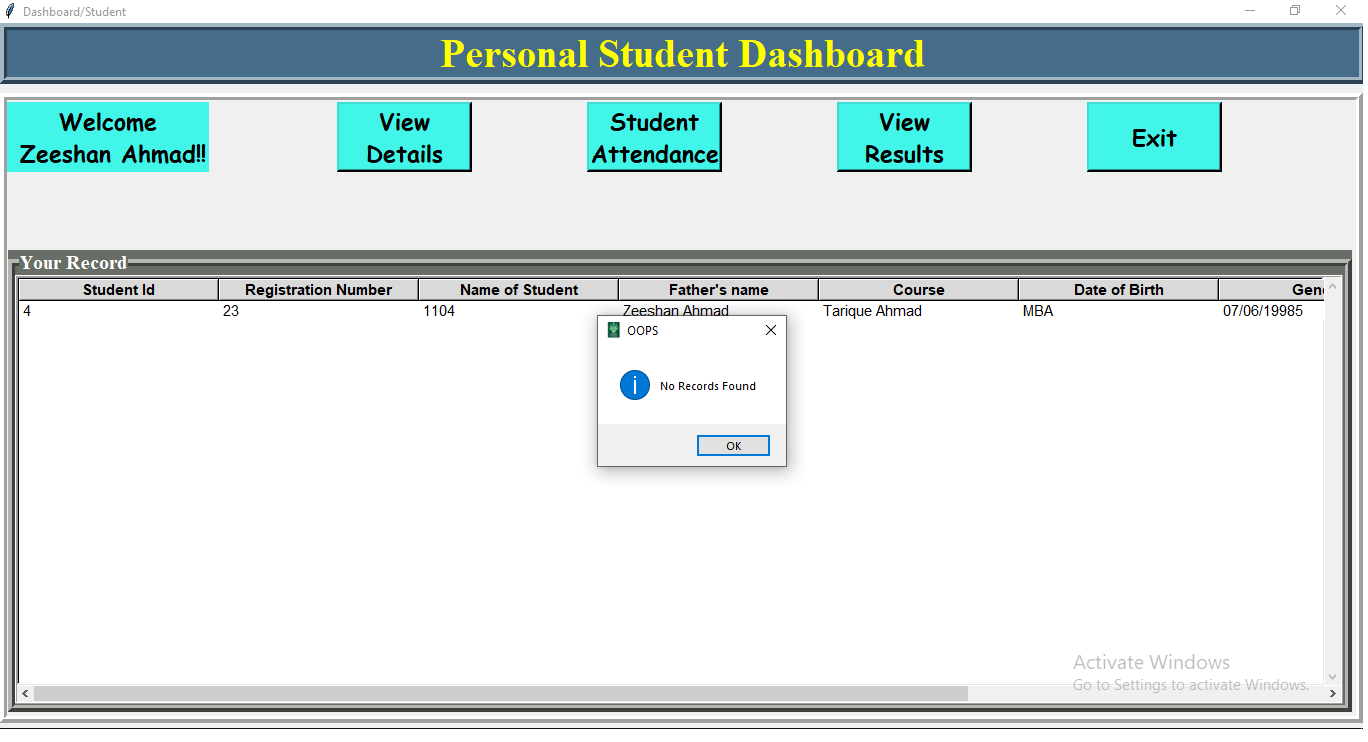 Dashboard/Student
Personal Student Dashboard
Welcome
Zeeshan Ahmad!!
View
Details
Student
Attendance
View
Results
Exit
Your Record
Student Id Registration Number Name of Student Father's name Course Date of Birth Gen
4 23 1104 Zeeshan Ahmad Tarique Ahmad MBA 07/06/19985
OOPS
No Records Found
OK
Activate Windows
Go to Settings to activate Windows.